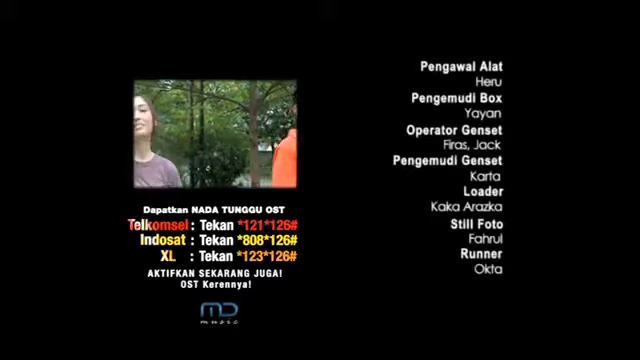 Dapatkan NADA TUNGGU OST
Telkomsel : Tekan *121*126#
Indosat : Tekan *808*126#
XL : Tekan *123*126#
AKTIFKAN SEKARANG JUGA!
OST Kerennya!
MD
music
Pengawal Alat
Heru
Pengemudi Box
Yayan
Operator Genset
Firas, Jack
Pengemudi Genset
Karta
Loader
Kaka Arazka
Still Foto
Fahrul
Runner
Okta